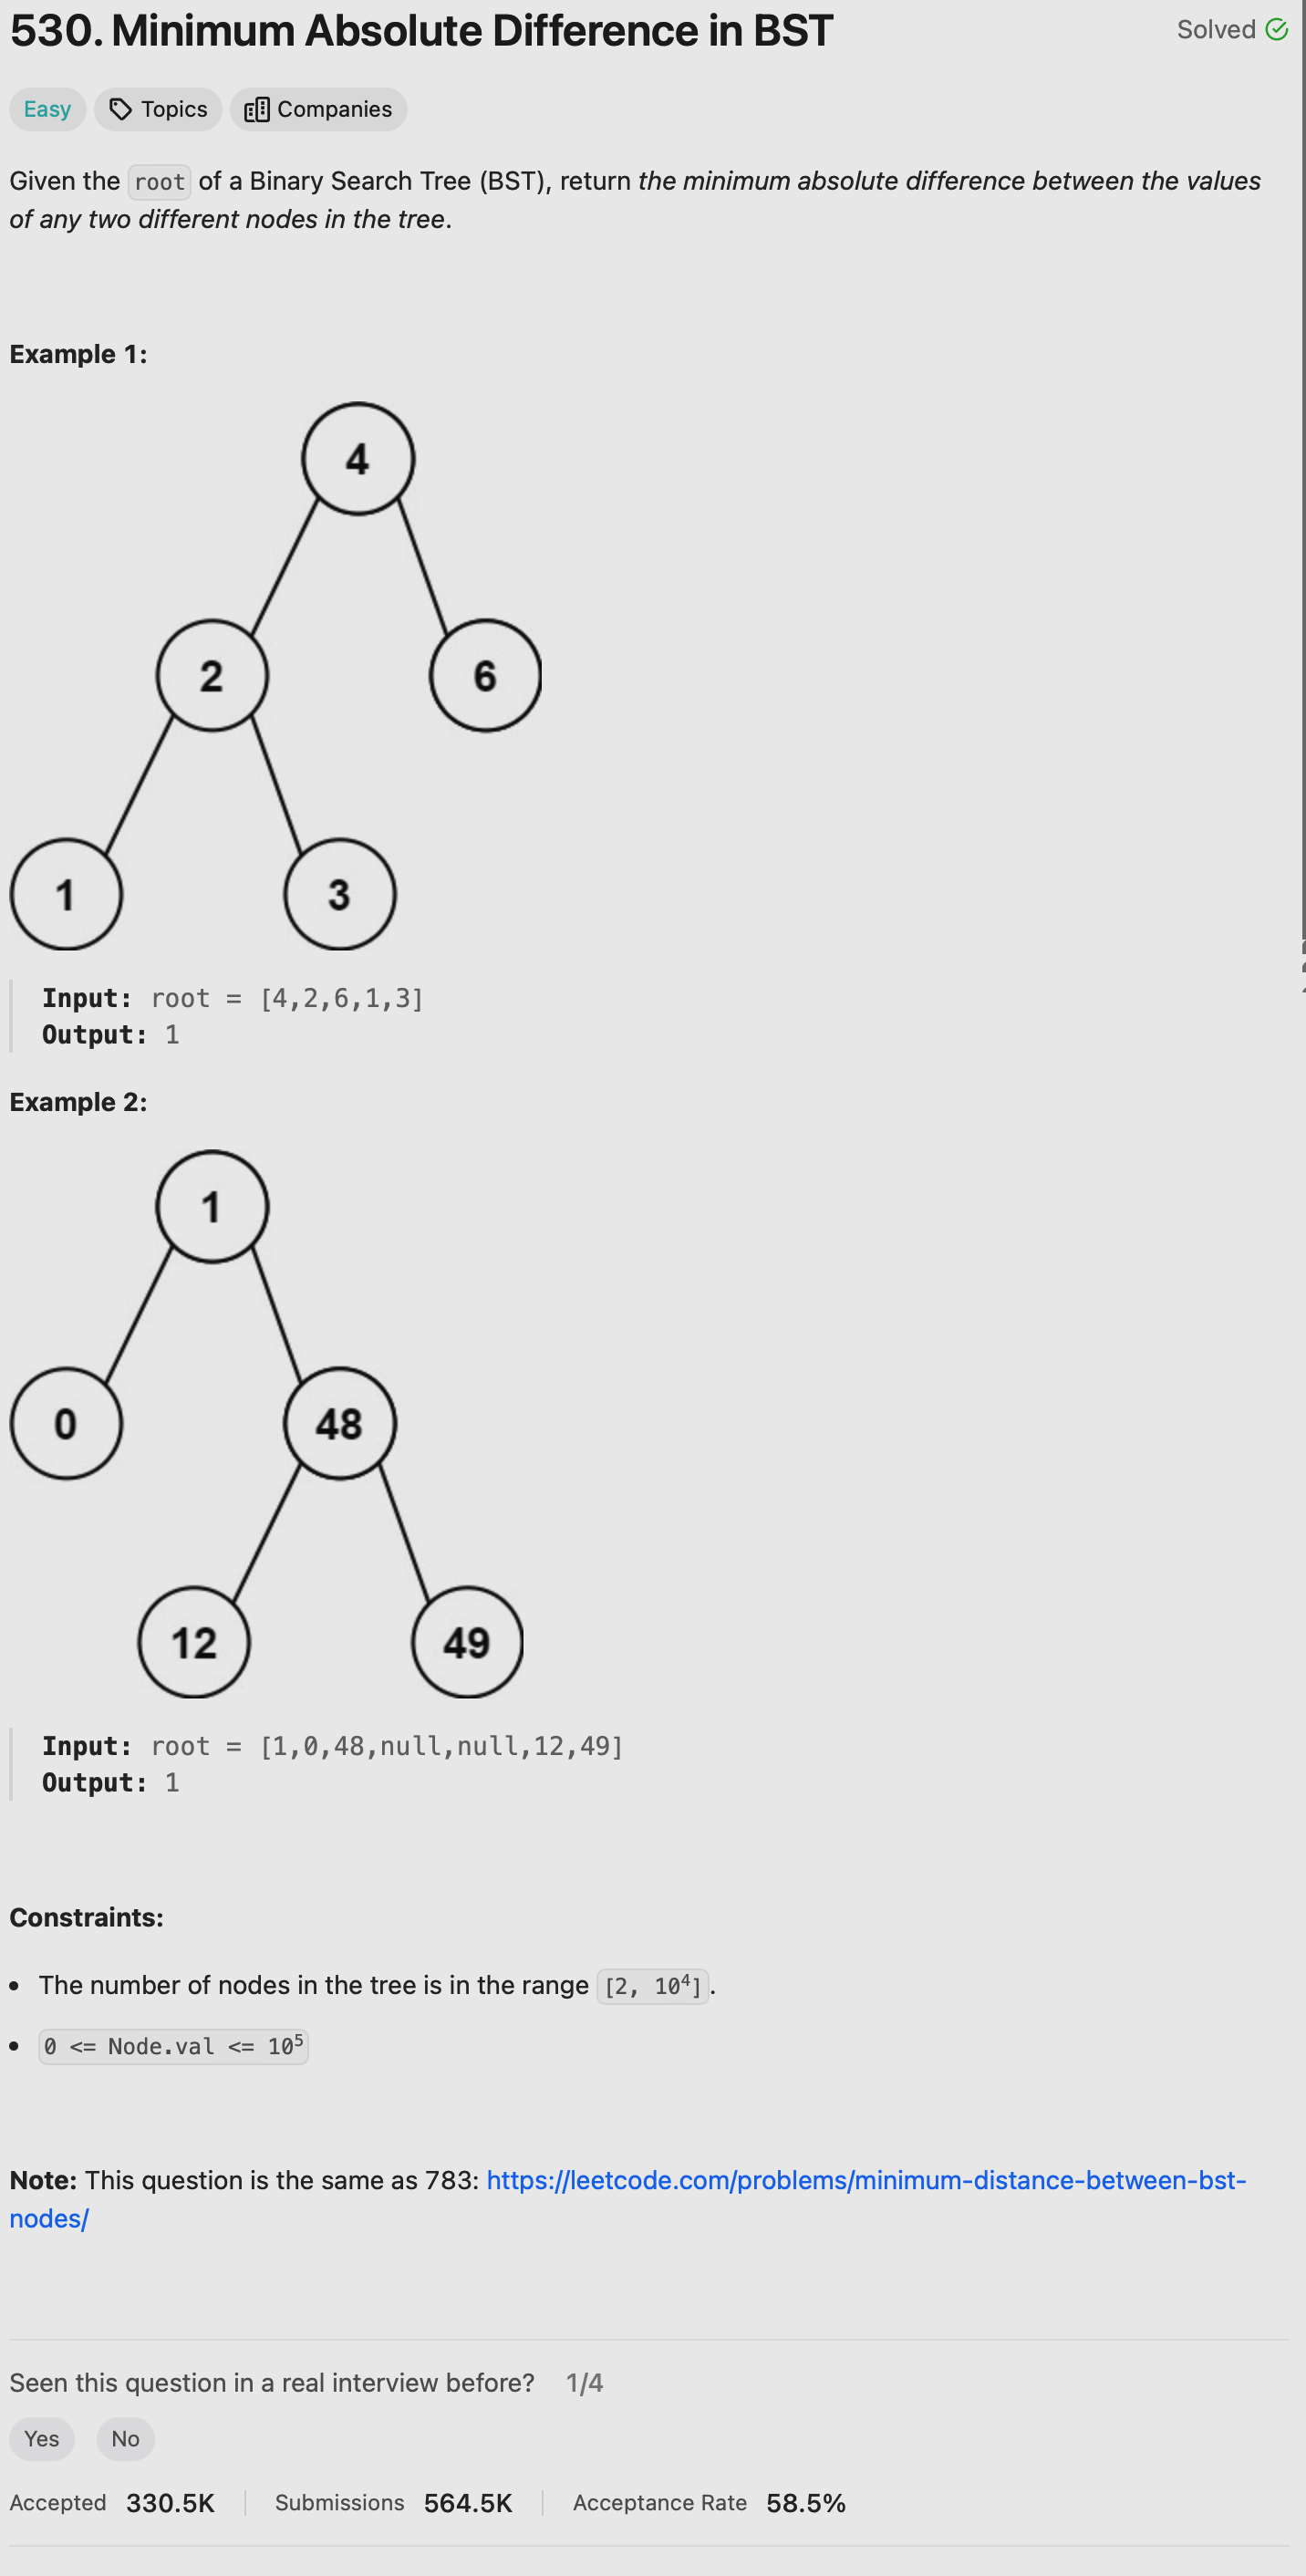 530. Minimum Absolute Difference in BST
Solved
Easy
Topics
Companies
Given the root of a Binary Search Tree (BST), return the minimum absolute difference between the values
of any two different nodes in the tree.
Example 1:
4
2
6
1
3
Input: root = [4,2,6,1,3]
Output: 1
Example 2:
1
0
48
12
49
Input: root = [1,0,48,null,null,12,49]
Output: 1
Constraints:
• The number of nodes in the tree is in the range [2, 10⁴].
• 0 <= Node.val <= 10⁵
Note: This question is the same as 783: https://leetcode.com/problems/minimum-distance-between-bst-
nodes/
Seen this question in a real interview before? 1/4
Yes
No
Accepted 330.5K
Submissions 564.5K
Acceptance Rate 58.5%